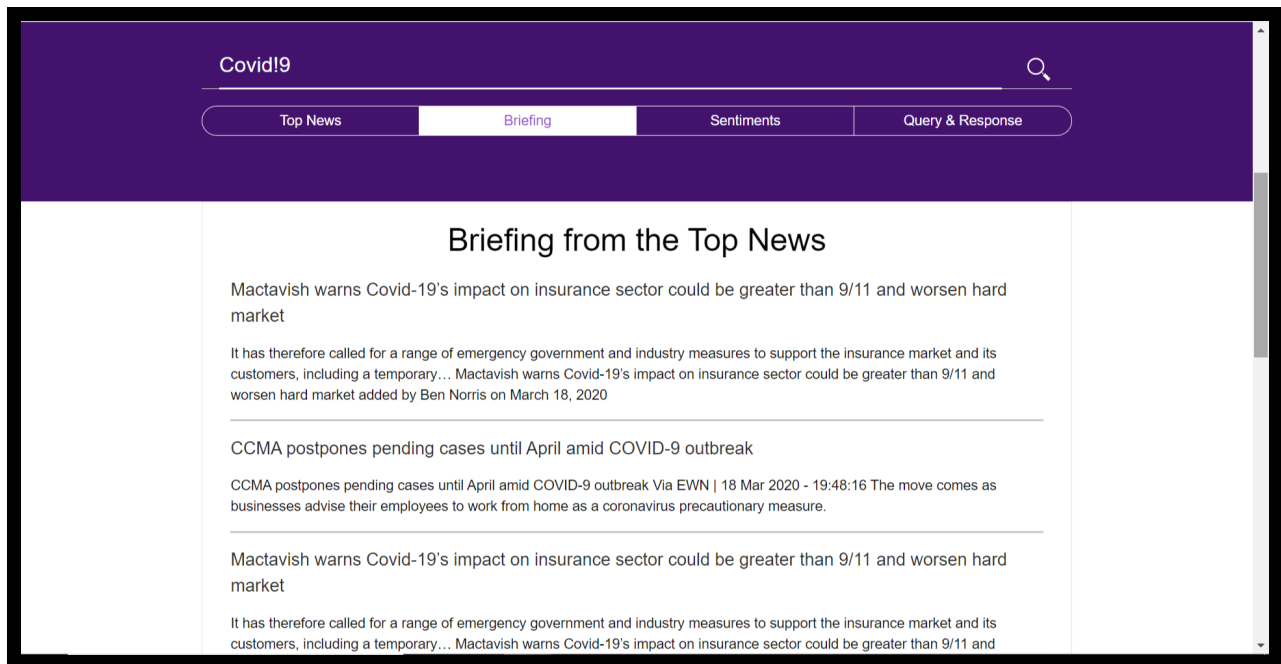 Covid!9
Top News
Briefing
Sentiments
Query & Response
Briefing from the Top News
Mactavish warns Covid-19’s impact on insurance sector could be greater than 9/11 and worsen hard
market
It has therefore called for a range of emergency government and industry measures to support the insurance market and its
customers, including a temporary… Mactavish warns Covid-19’s impact on insurance sector could be greater than 9/11 and
worsen hard market added by Ben Norris on March 18, 2020
CCMA postpones pending cases until April amid COVID-9 outbreak
CCMA postpones pending cases until April amid COVID-9 outbreak Via EWN | 18 Mar 2020 - 19:48:16 The move comes as
businesses advise their employees to work from home as a coronavirus precautionary measure.
Mactavish warns Covid-19’s impact on insurance sector could be greater than 9/11 and worsen hard
market
It has therefore called for a range of emergency government and industry measures to support the insurance market and its
customers, including a temporary… Mactavish warns Covid-19’s impact on insurance sector could be greater than 9/11 and